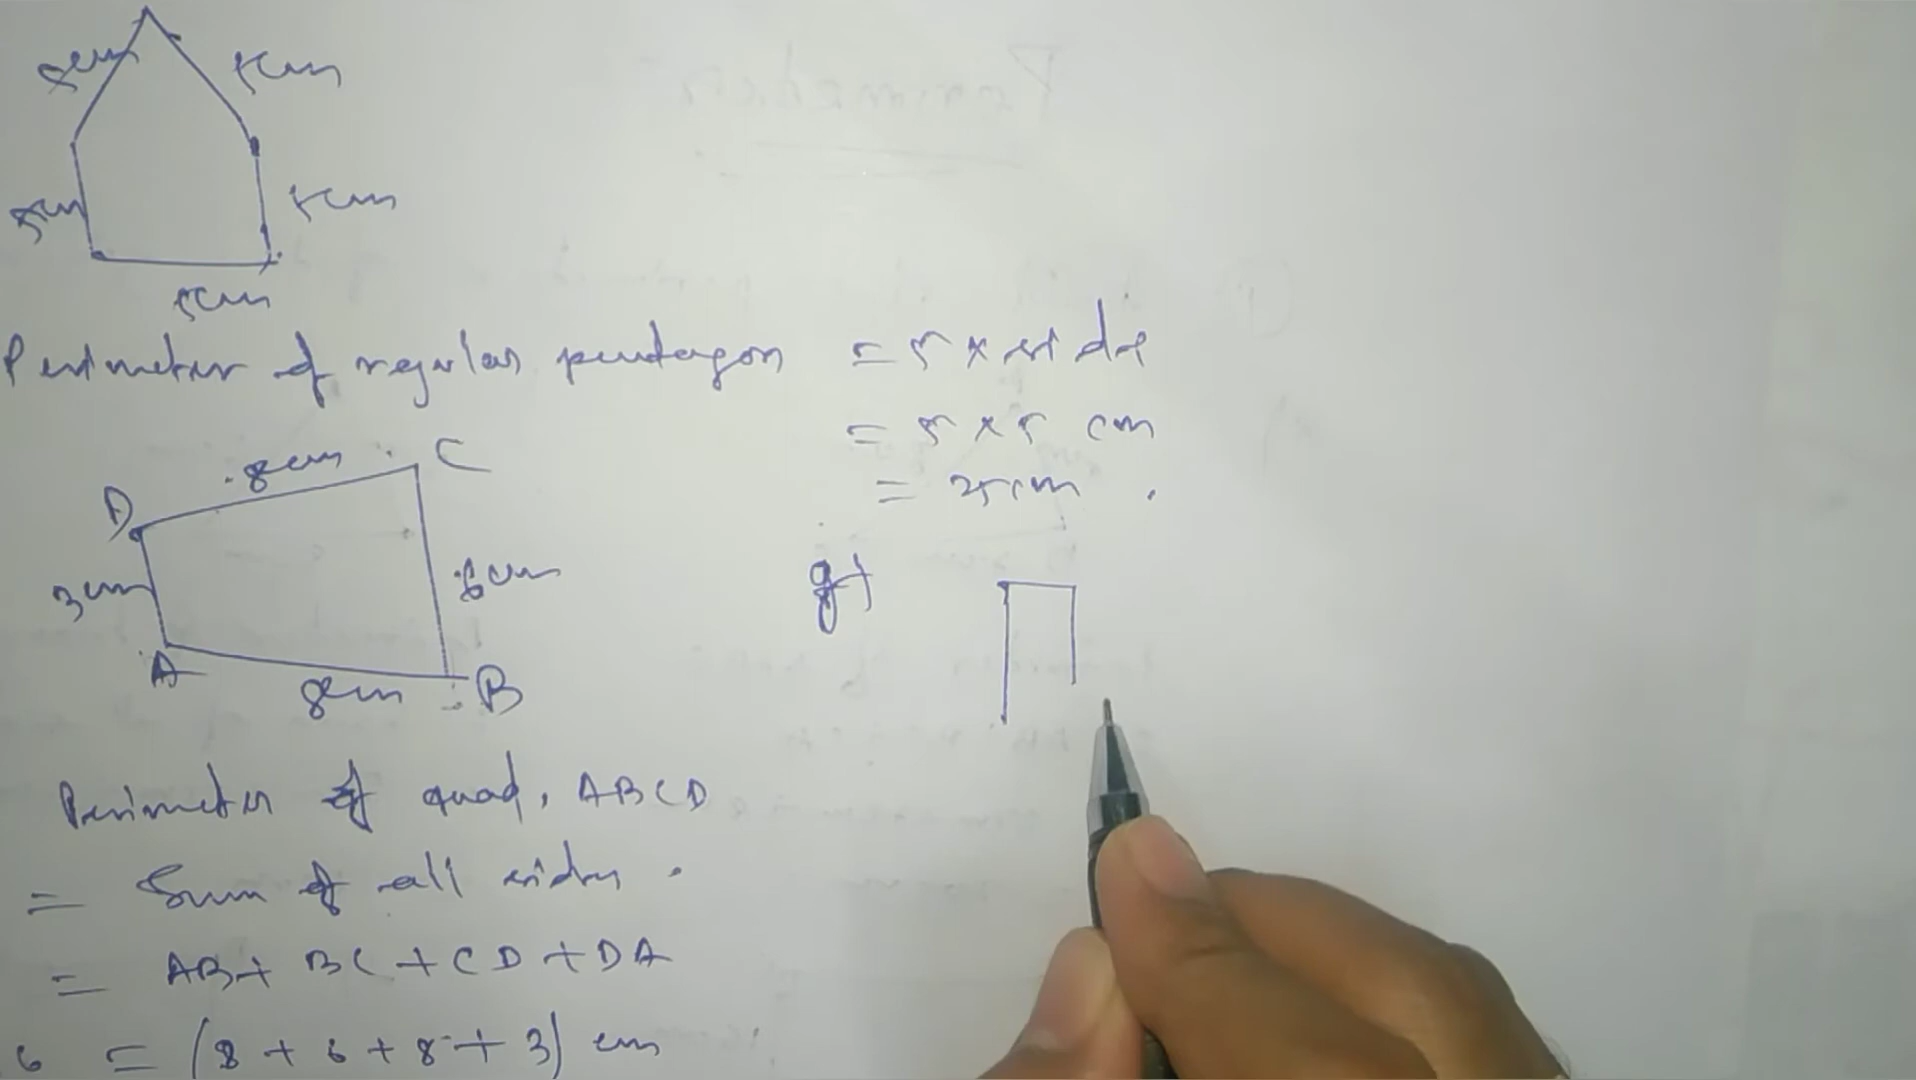 5cm 5cm
5cm 5cm
5cm
Perimeter of regular pentagon = 5 × side
= 5 × 5 cm
= 25 cm .
8cm C
D
3cm 6cm
A 8cm B
g)
Perimeter of quad, ABCD
= Sum of all sides .
= AB + BC + CD + DA
= (8 + 6 + 8 + 3) cm